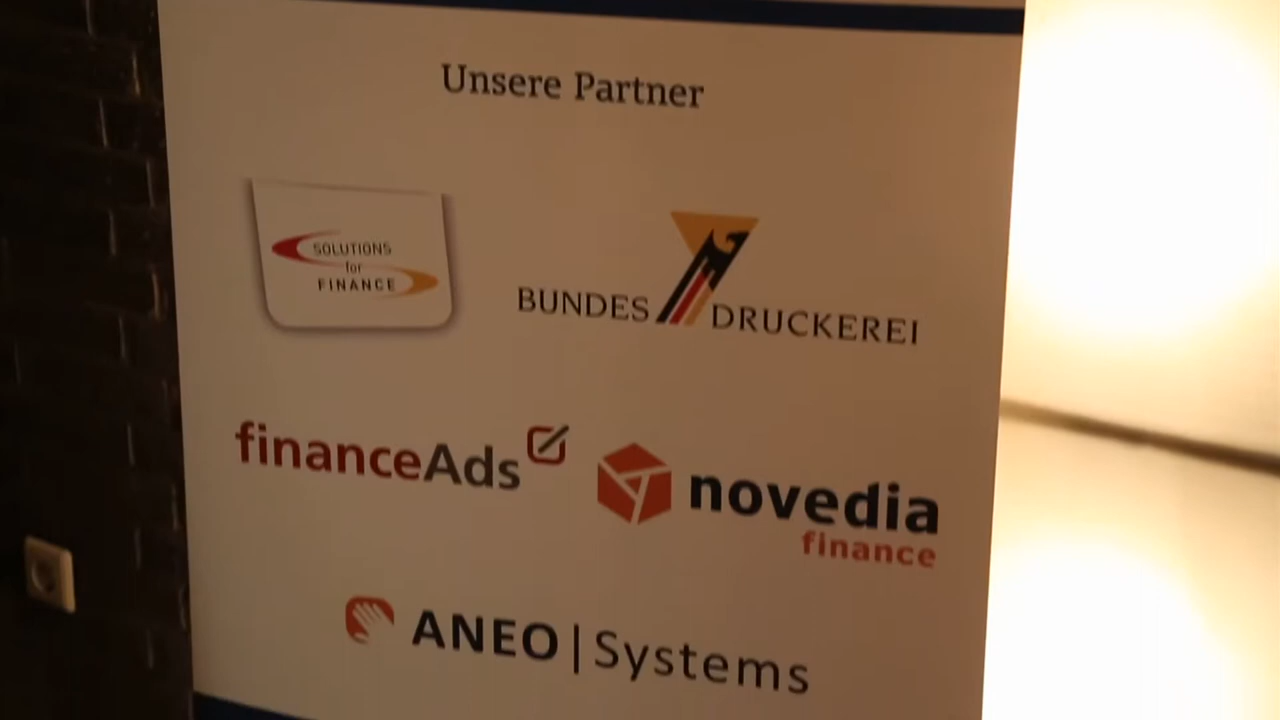 Unsere Partner
SOLUTIONS
for
FINANCE
BUNDES DRUCKEREI
financeAds
novedia
finance
ANEO|Systems